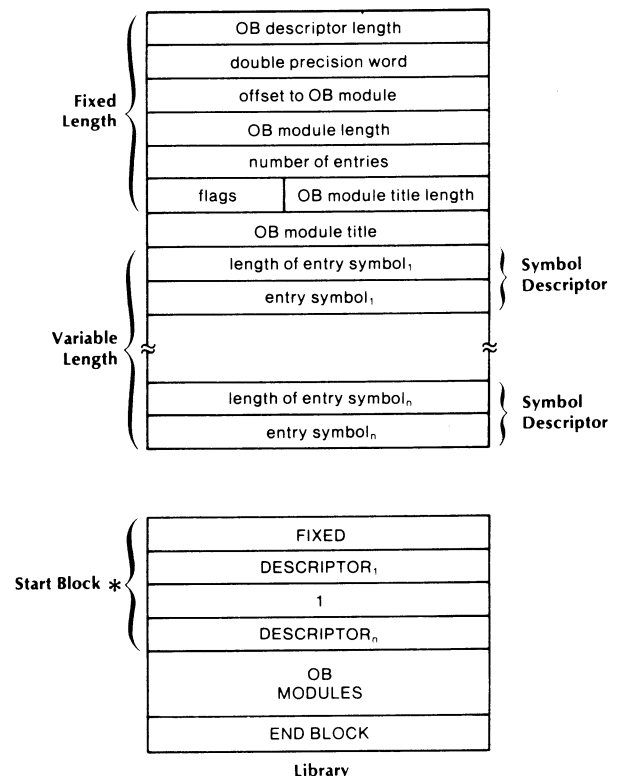 OB descriptor length
double precision word
offset to OB module
OB module length
number of entries
flags
OB module title length
Fixed
Length
OB module title
length of entry symbol₁
entry symbol₁
Symbol
Descriptor
Variable
Length
length of entry symbolₙ
entry symbolₙ
Symbol
Descriptor
Start Block *
FIXED
DESCRIPTOR₁
1
DESCRIPTORₙ
OB
MODULES
END BLOCK
Library